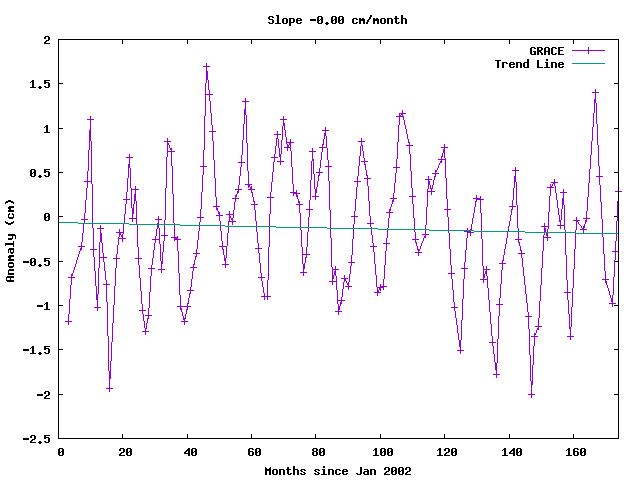 Slope -0.00 cm/month
GRACE
Trend Line
2
1.5
1
0.5
0
-0.5
-1
-1.5
-2
-2.5
Anomaly (cm)
0 20 40 60 80 100 120 140 160
Months since Jan 2002